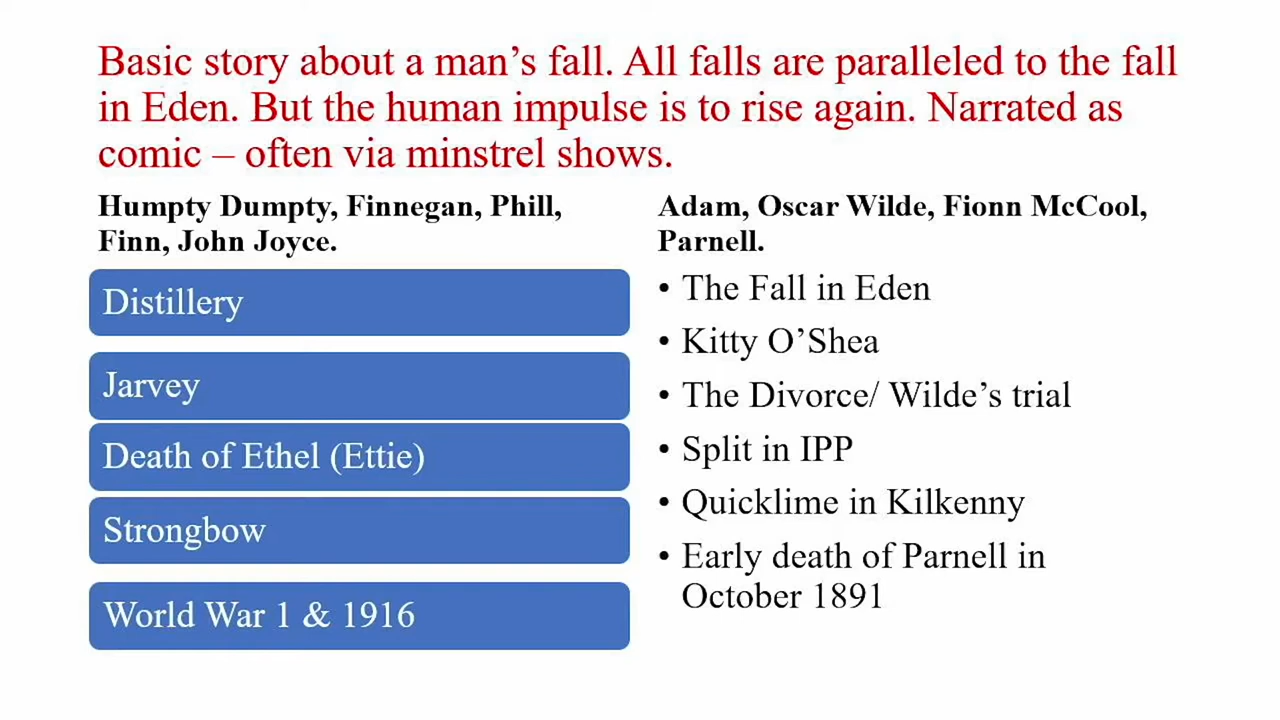 Basic story about a man’s fall. All falls are paralleled to the fall
in Eden. But the human impulse is to rise again. Narrated as
comic – often via minstrel shows.
Humpty Dumpty, Finnegan, Phill,
Finn, John Joyce.
Distillery
Jarvey
Death of Ethel (Ettie)
Strongbow
World War 1 & 1916
Adam, Oscar Wilde, Fionn McCool,
Parnell.
• The Fall in Eden
• Kitty O’Shea
• The Divorce/ Wilde’s trial
• Split in IPP
• Quicklime in Kilkenny
• Early death of Parnell in
October 1891